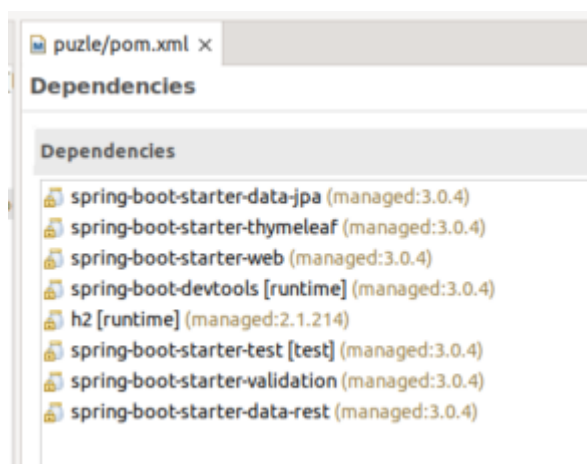 puzle/pom.xml ×
Dependencies
Dependencies
spring-boot-starter-data-jpa (managed:3.0.4)
spring-boot-starter-thymeleaf (managed:3.0.4)
spring-boot-starter-web (managed:3.0.4)
spring-boot-devtools [runtime] (managed:3.0.4)
h2 [runtime] (managed:2.1.214)
spring-boot-starter-test [test] (managed:3.0.4)
spring-boot-starter-validation (managed:3.0.4)
spring-boot-starter-data-rest (managed:3.0.4)